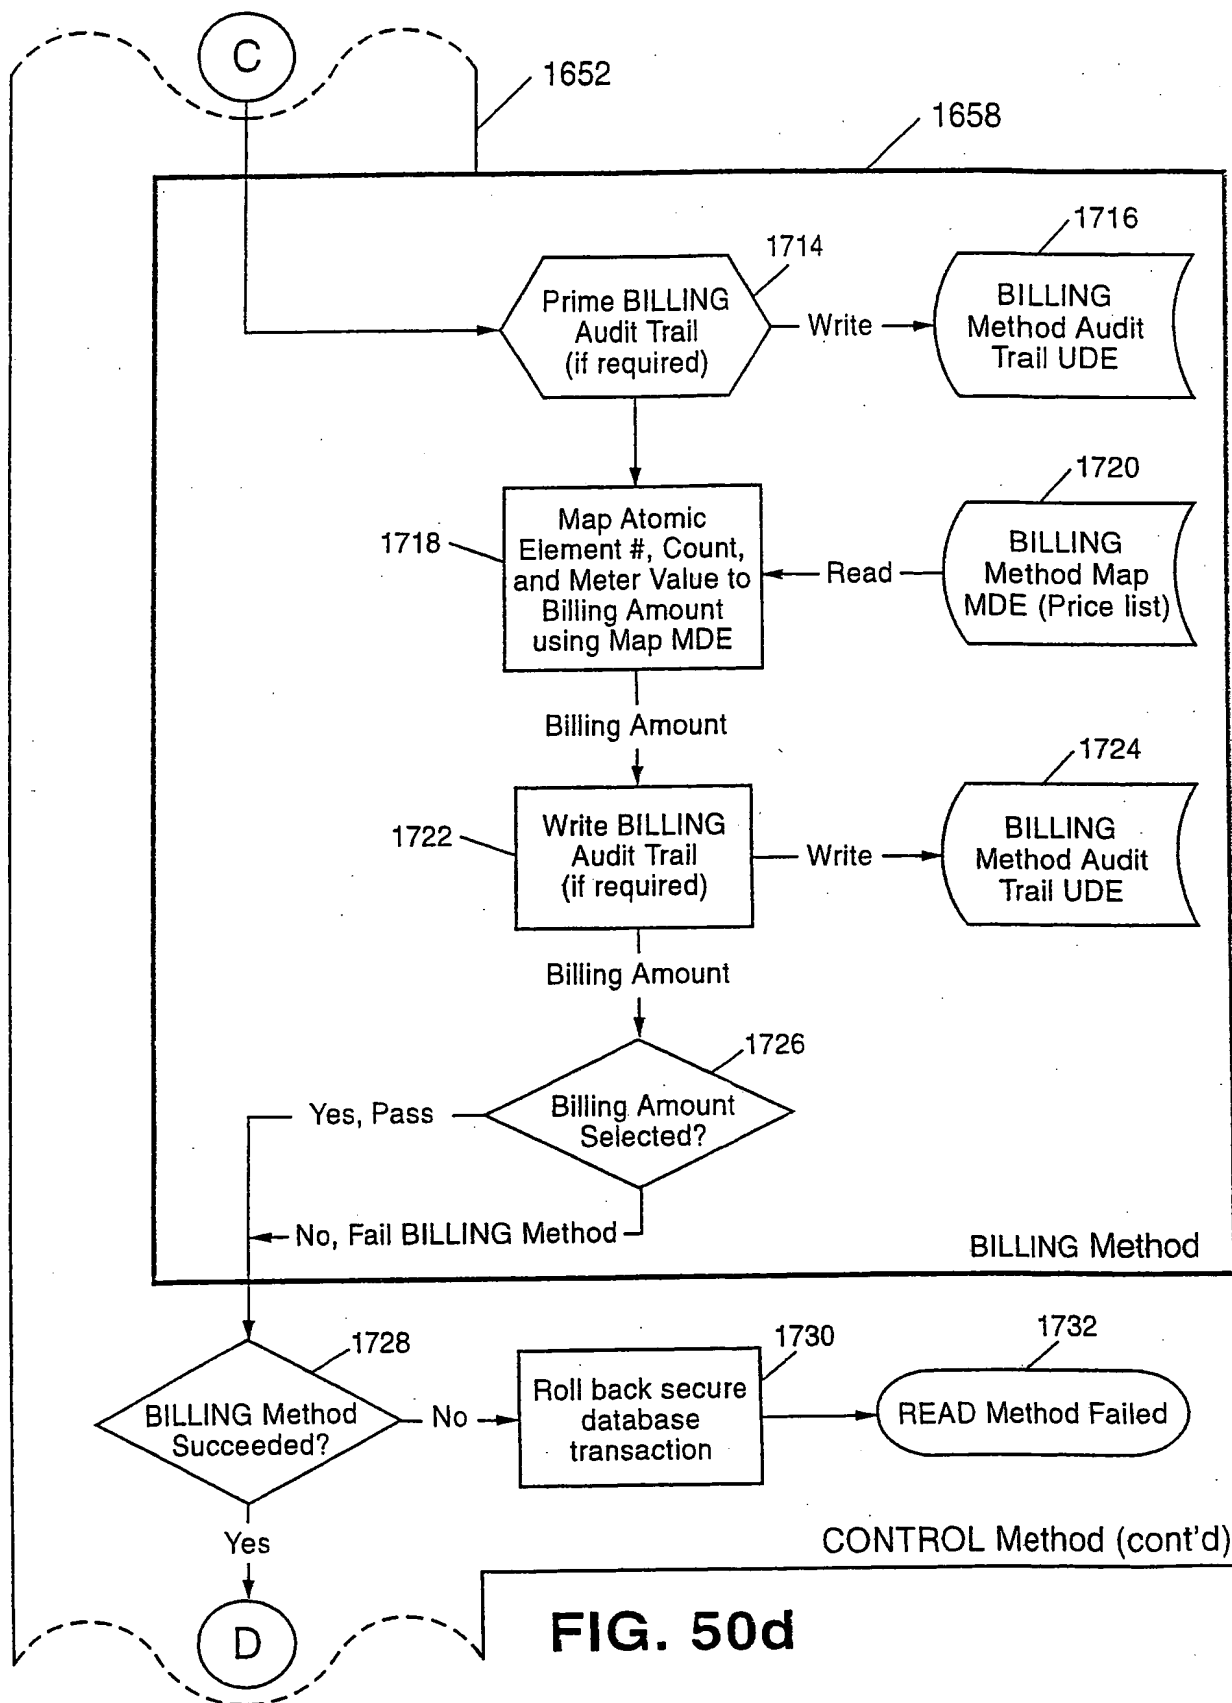 C
1652
1658
1714
Prime BILLING
Audit Trail
(if required)
Write
1716
BILLING
Method Audit
Trail UDE
1718
Map Atomic
Element #, Count,
and Meter Value to
Billing Amount
using Map MDE
Read
1720
BILLING
Method Map
MDE (Price list)
Billing Amount
1722
Write BILLING
Audit Trail
(if required)
Write
1724
BILLING
Method Audit
Trail UDE
Billing Amount
1726
Billing Amount
Selected?
Yes, Pass
No, Fail BILLING Method
BILLING Method
1728
BILLING Method
Succeeded?
No
1730
Roll back secure
database
transaction
1732
READ Method Failed
Yes
CONTROL Method (cont'd)
D
FIG. 50d